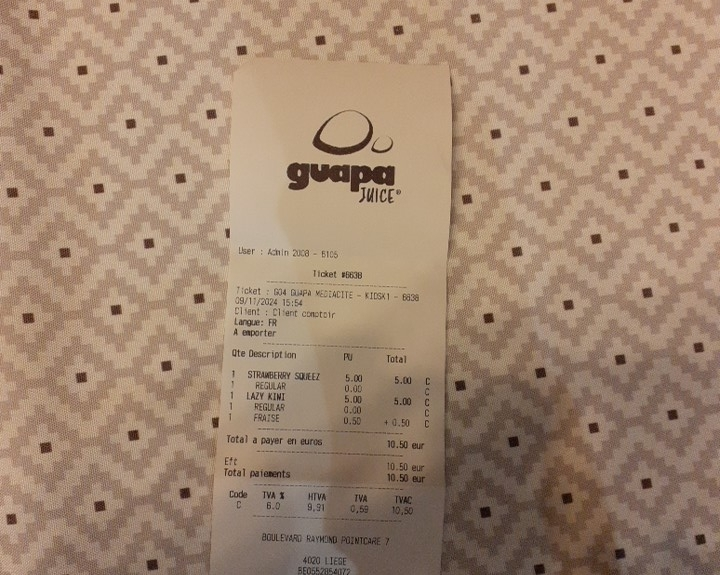 guapa
JUICE®
User : Admin 2008 - 6105
Ticket #6638
Ticket : G04 GUAPA MEDIACITE - KIOSK1 - 6638
09/11/2024 15:54
Client : Client comptoir
Langue: FR
A emporter
Qte Description PU Total
1 STRAWBERRY SQUEEZ 5.00 5.00 C
1 REGULAR 0.00 C
1 LAZY KIWI 5.00 5.00 C
1 REGULAR 0.00 C
1 FRAISE 0.50 + 0.50 C
Total a payer en euros 10.50 eur
Eft 10.50 eur
Total paiements 10.50 eur
Code TVA % HTVA TVA TVAC
C 6.0 9.91 0.59 10.50
BOULEVARD RAYMOND POINTCARE 7
4020 LIEGE
BE0552854072